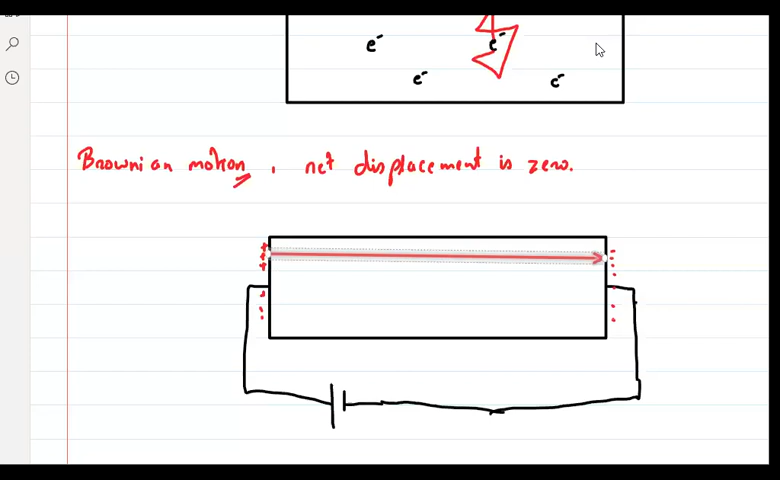 e⁻ e⁻
e⁻ e⁻
Brownian motion, net displacement is zero.